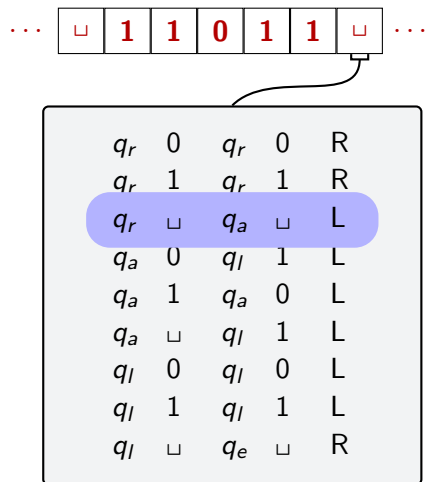 ··· ␣ 1 1 0 1 1 ␣ ···
q_r 0 q_r 0 R
q_r 1 q_r 1 R
q_r ␣ q_a ␣ L
q_a 0 q_l 1 L
q_a 1 q_a 0 L
q_a ␣ q_l 1 L
q_l 0 q_l 0 L
q_l 1 q_l 1 L
q_l ␣ q_e ␣ R